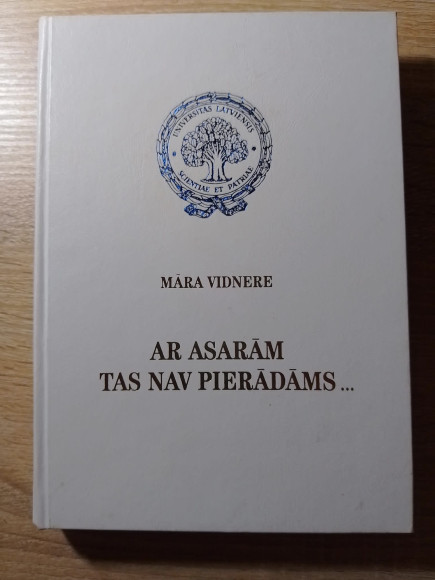 UNIVERSITAS LATVIENSIS
SCIENTIAE ET PATRIAE
MĀRA VIDNERE
AR ASARĀM
TAS NAV PIERĀDĀMS ...